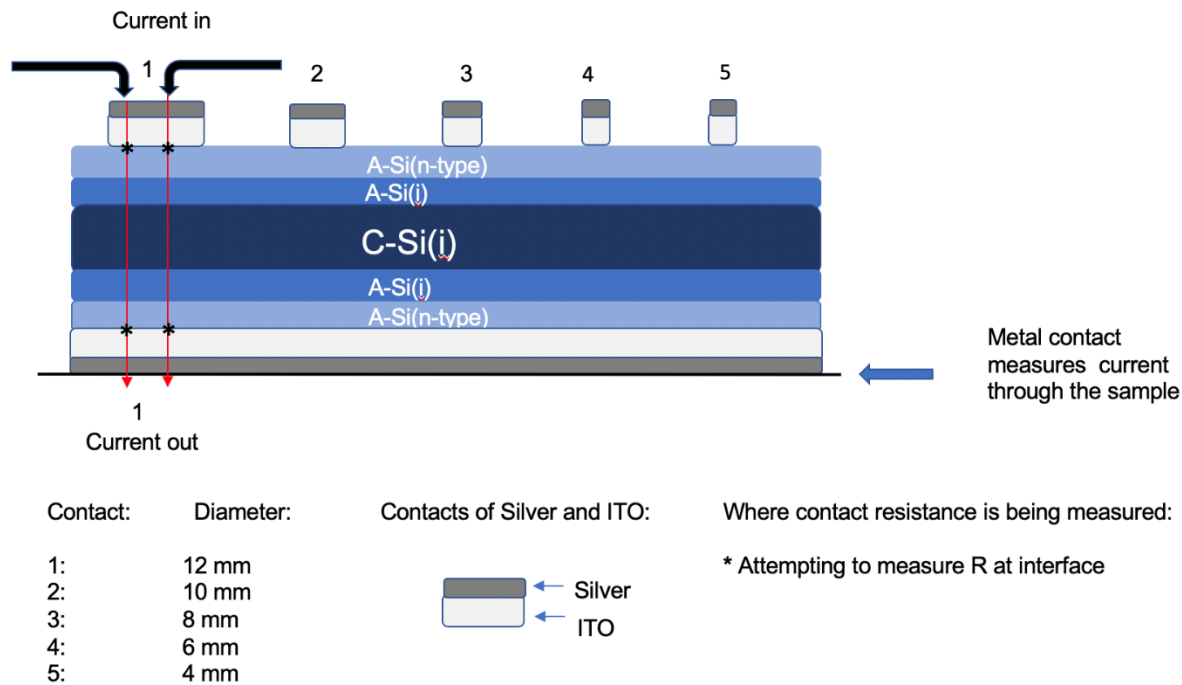 Current in
1
2
3
4
5
A-Si(n-type)
A-Si(i)
C-Si(i)
A-Si(i)
A-Si(n-type)
Metal contact
measures current
through the sample
1
Current out
Contact: Diameter: Contacts of Silver and ITO: Where contact resistance is being measured:
1: 12 mm * Attempting to measure R at interface
2: 10 mm Silver
3: 8 mm ITO
4: 6 mm
5: 4 mm